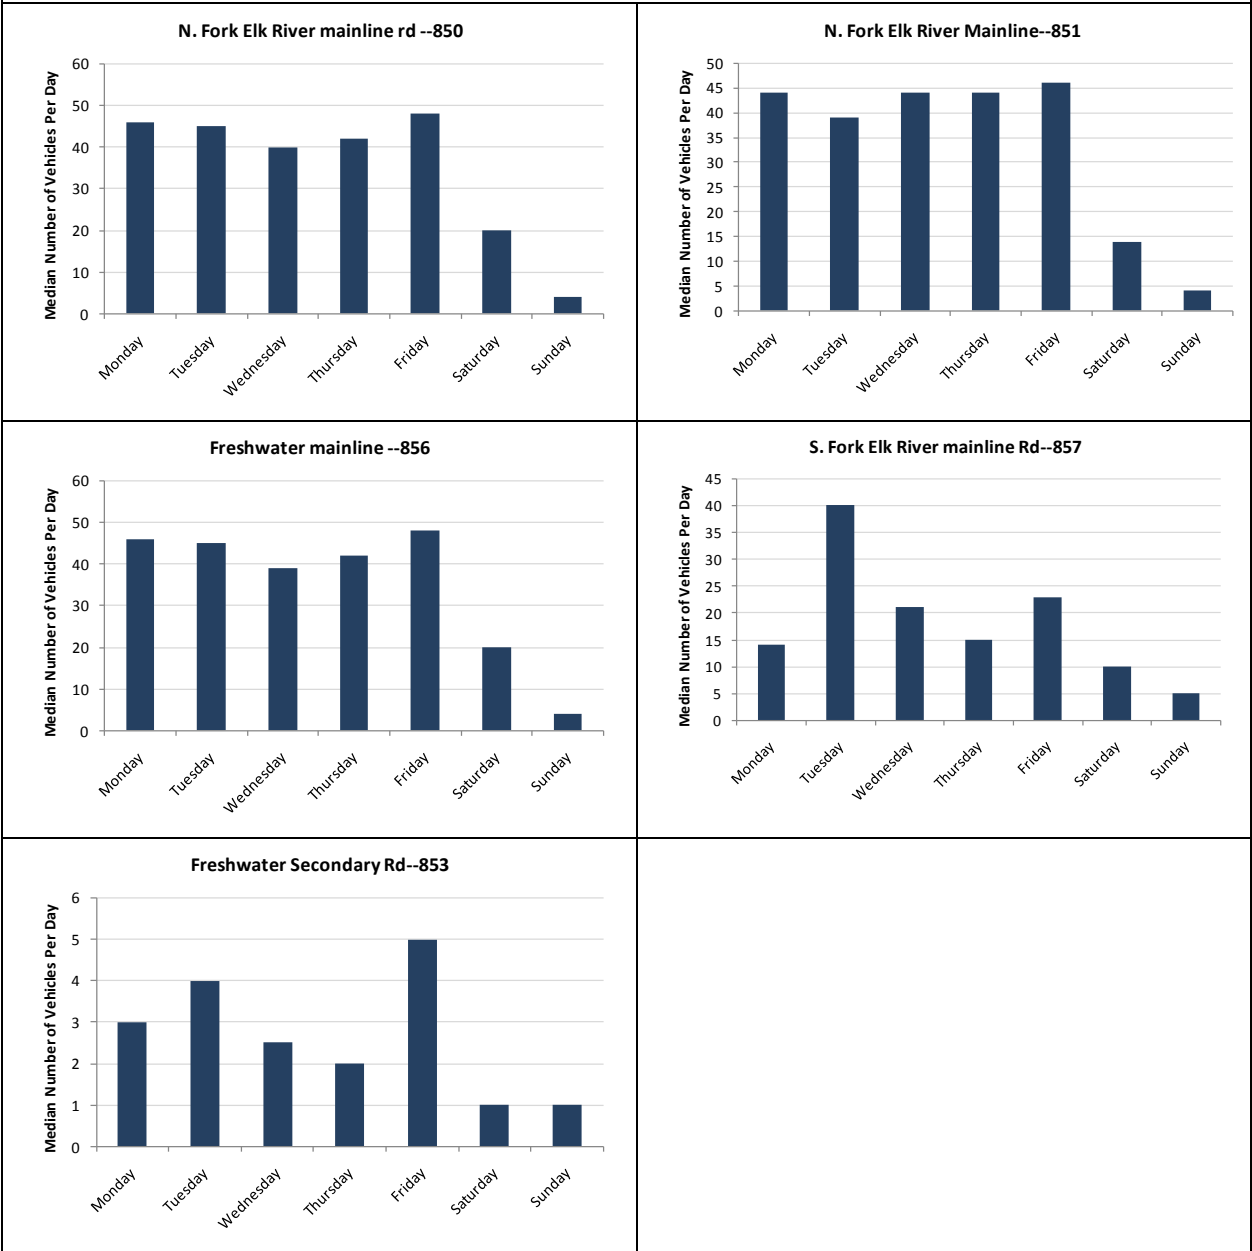 N. Fork Elk River mainline rd --850
Median Number of Vehicles Per Day
60
50
40
30
20
10
0
Monday
Tuesday
Wednesday
Thursday
Friday
Saturday
Sunday
N. Fork Elk River Mainline--851
Median Number of Vehicles Per Day
50
45
40
35
30
25
20
15
10
5
0
Monday
Tuesday
Wednesday
Thursday
Friday
Saturday
Sunday
Freshwater mainline --856
Median Number of Vehicles Per Day
60
50
40
30
20
10
0
Monday
Tuesday
Wednesday
Thursday
Friday
Saturday
Sunday
S. Fork Elk River mainline Rd--857
Median Number of Vehicles Per Day
45
40
35
30
25
20
15
10
5
0
Monday
Tuesday
Wednesday
Thursday
Friday
Saturday
Sunday
Freshwater Secondary Rd--853
Median Number of Vehicles Per Day
6
5
4
3
2
1
0
Monday
Tuesday
Wednesday
Thursday
Friday
Saturday
Sunday